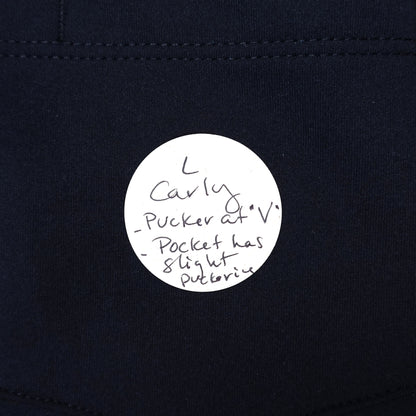 L
Carly
- Pucker at "V"
- Pocket has
slight
puckering